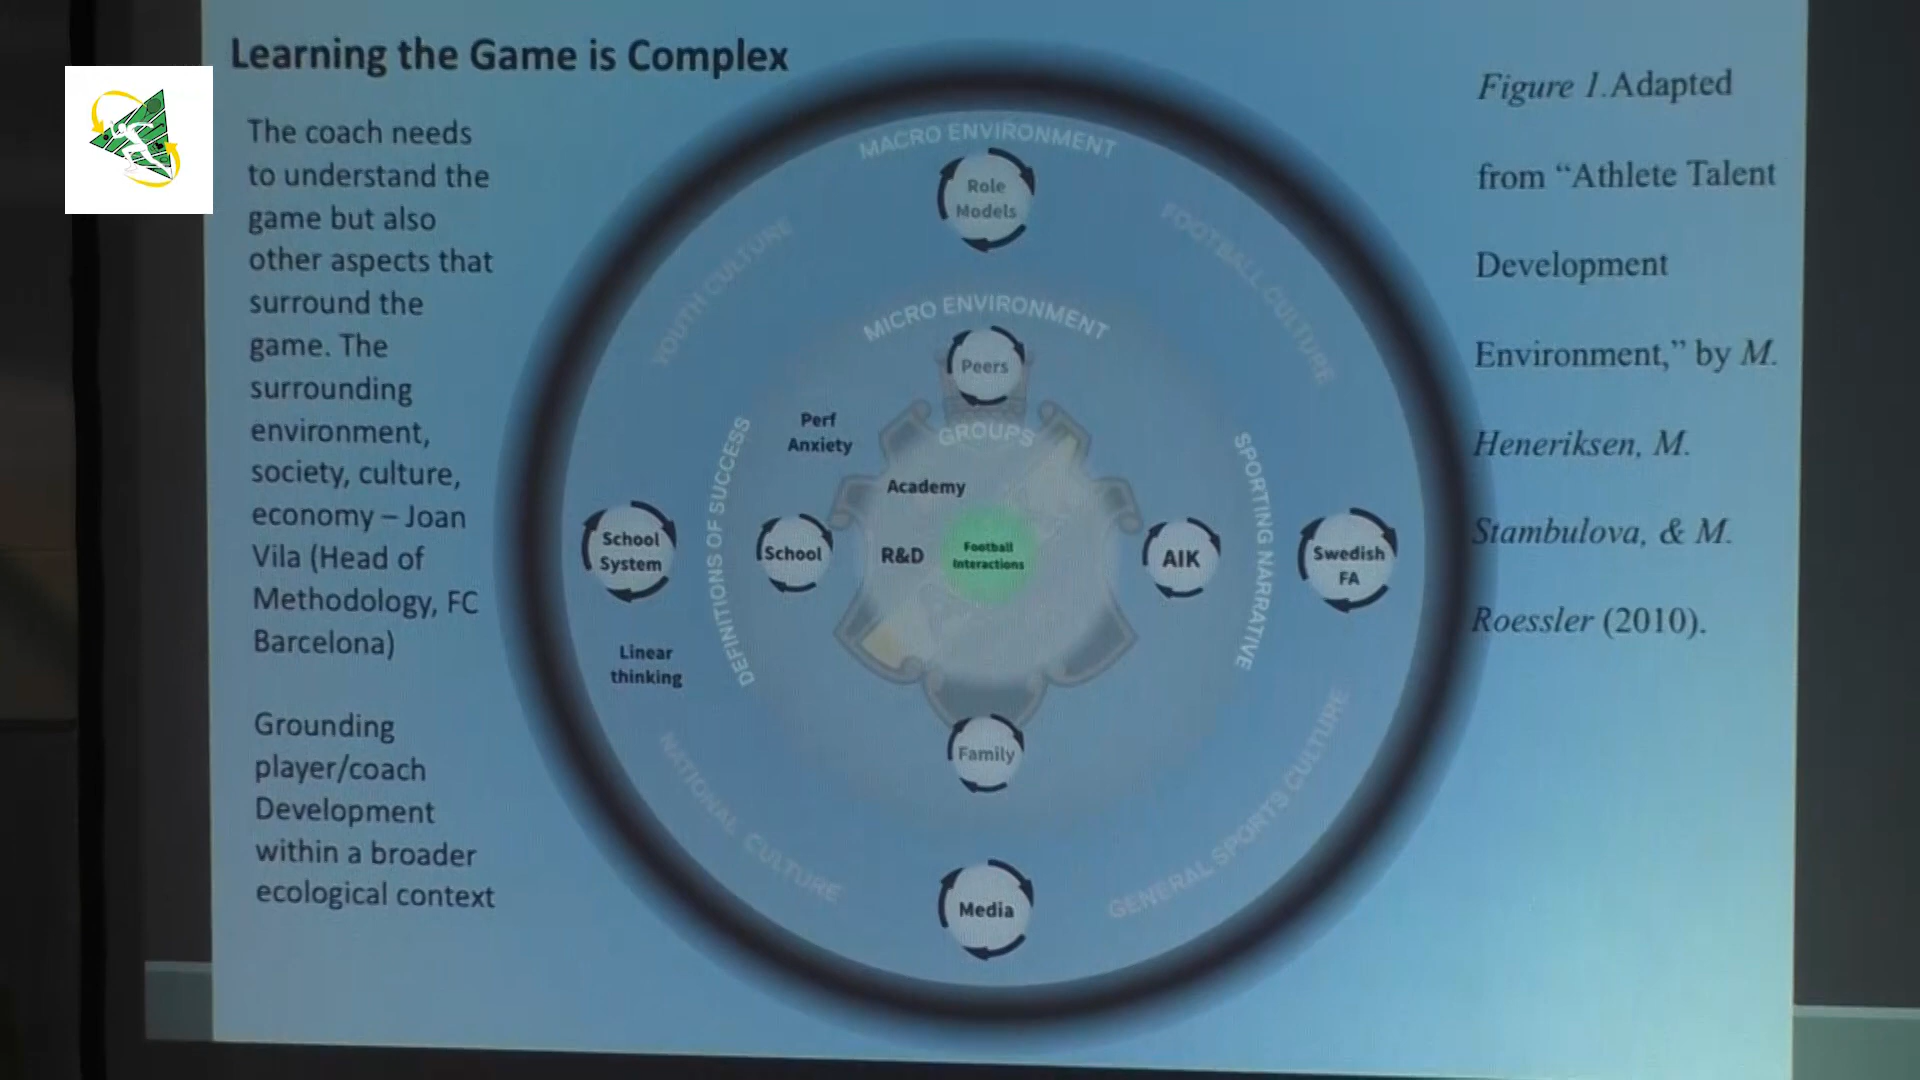 Learning the Game is Complex
The coach needs
to understand the
game but also
other aspects that
surround the
game. The
surrounding
environment,
society, culture,
economy – Joan
Vila (Head of
Methodology, FC
Barcelona)
Grounding
player/coach
Development
within a broader
ecological context
MACRO ENVIRONMENT
Role
Models
YOUTH CULTURE
FOOTBALL CULTURE
MICRO ENVIRONMENT
Peers
Perf
Anxiety
GROUPS
Academy
DEFINITIONS OF SUCCESS
SPORTING NARRATIVE
School
System
School
R&D
Football
Interactions
AIK
Swedish
FA
Linear
thinking
Family
NATIONAL CULTURE
GENERAL SPORTS CULTURE
Media
Figure 1. Adapted
from “Athlete Talent
Development
Environment,” by M.
Heneriksen, M.
Stambulova, & M.
Roessler (2010).